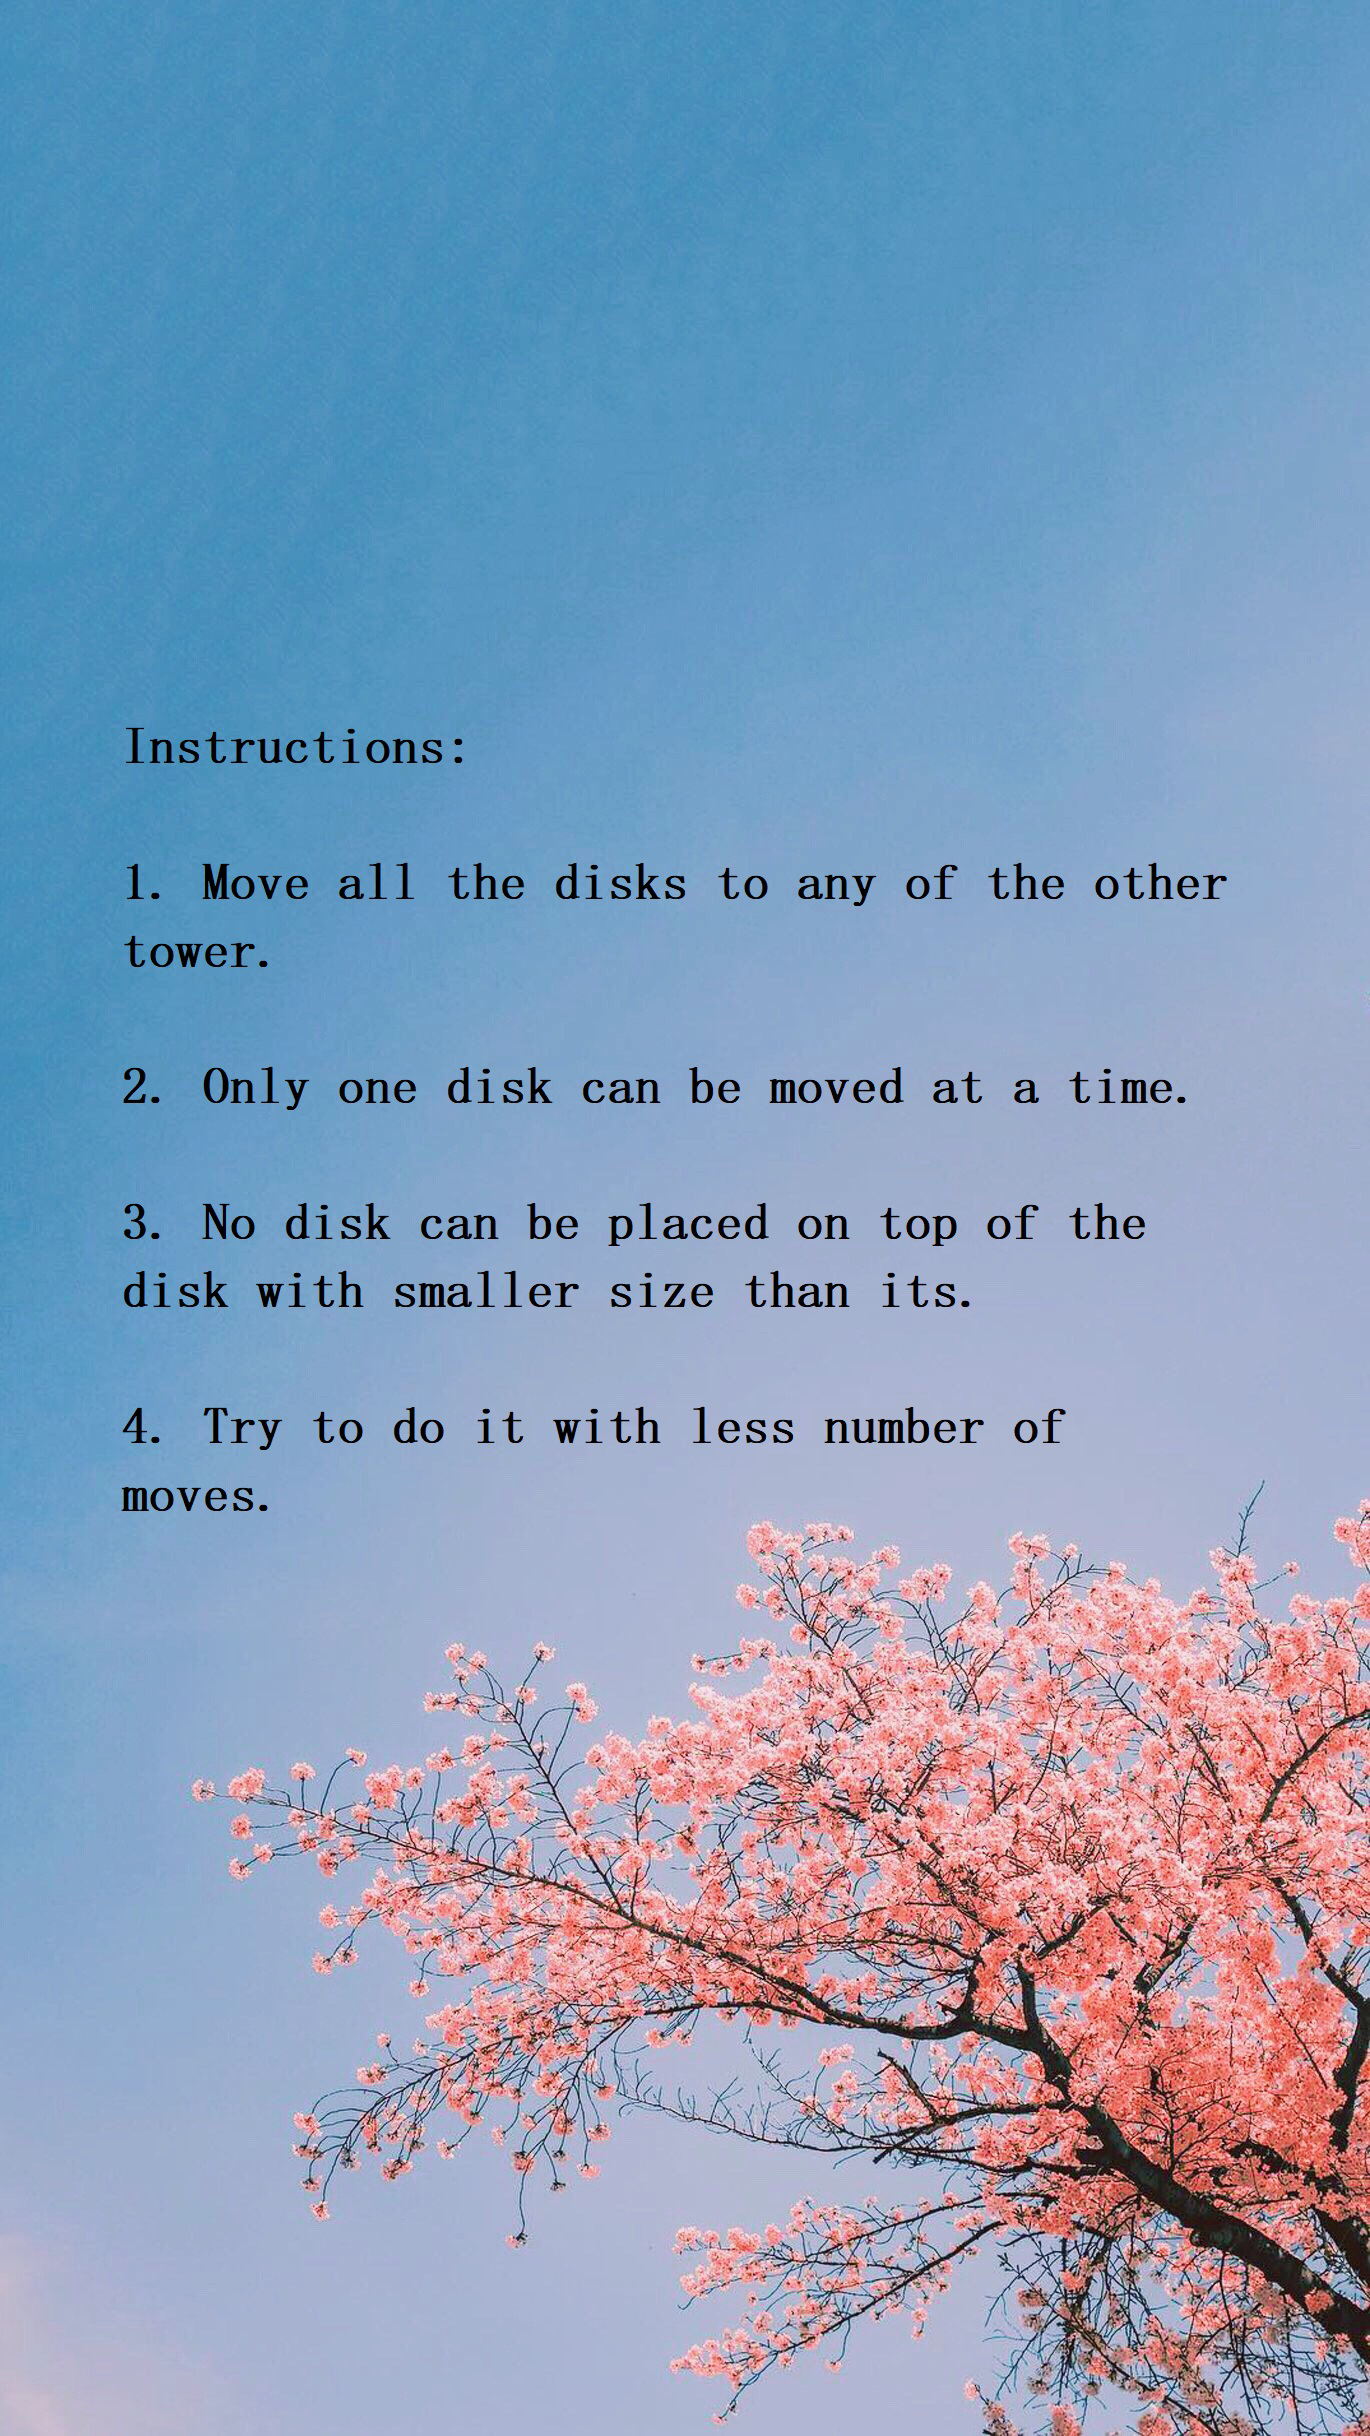 Instructions:
1. Move all the disks to any of the other
tower.
2. Only one disk can be moved at a time.
3. No disk can be placed on top of the
disk with smaller size than its.
4. Try to do it with less number of
moves.